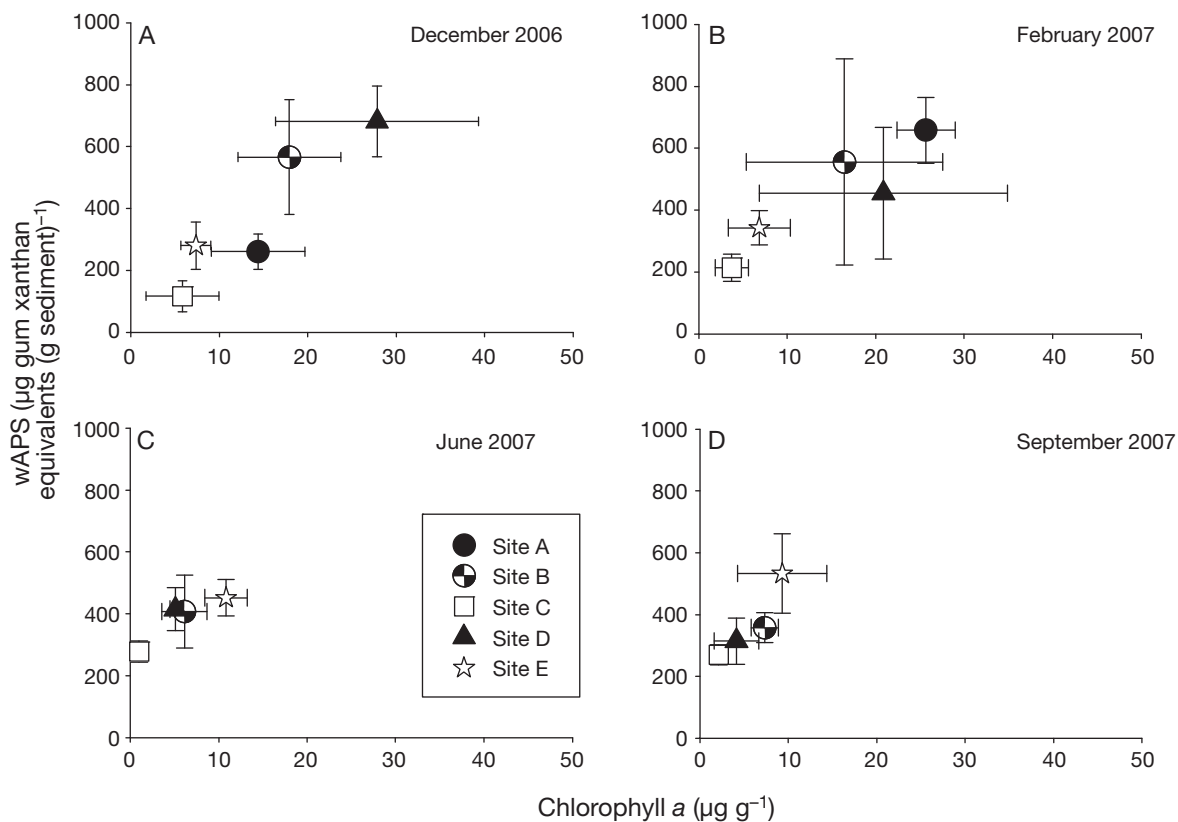 A
December 2006
1000
800
600
400
200
0
0 10 20 30 40 50
B
February 2007
1000
800
600
400
200
0
0 10 20 30 40 50
wAPS (µg gum xanthan
equivalents (g sediment)⁻¹)
C
June 2007
1000
800
600
400
200
0
0 10 20 30 40 50
Site A
Site B
Site C
Site D
Site E
D
September 2007
1000
800
600
400
200
0
0 10 20 30 40 50
Chlorophyll a (µg g⁻¹)